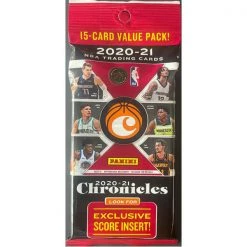 15-CARD VALUE PACK!
2020-21
NBA TRADING CARDS
PANINI
2020-21
Chronicles
LOOK FOR
EXCLUSIVE
SCORE INSERT!